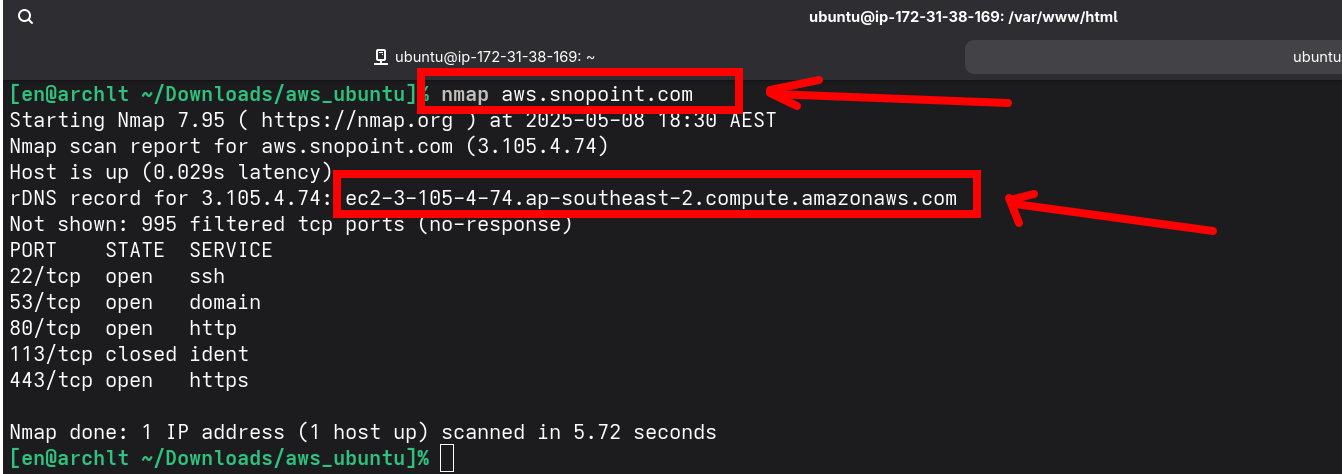 ubuntu@ip-172-31-38-169: /var/www/html
ubuntu@ip-172-31-38-169: ~
ubuntu
[en@archlt ~/Downloads/aws_ubuntu]% nmap aws.snopoint.com
Starting Nmap 7.95 ( https://nmap.org ) at 2025-05-08 18:30 AEST
Nmap scan report for aws.snopoint.com (3.105.4.74)
Host is up (0.029s latency)
rDNS record for 3.105.4.74: ec2-3-105-4-74.ap-southeast-2.compute.amazonaws.com
Not shown: 995 filtered tcp ports (no-response)
PORT STATE SERVICE
22/tcp open ssh
53/tcp open domain
80/tcp open http
113/tcp closed ident
443/tcp open https
Nmap done: 1 IP address (1 host up) scanned in 5.72 seconds
[en@archlt ~/Downloads/aws_ubuntu]%